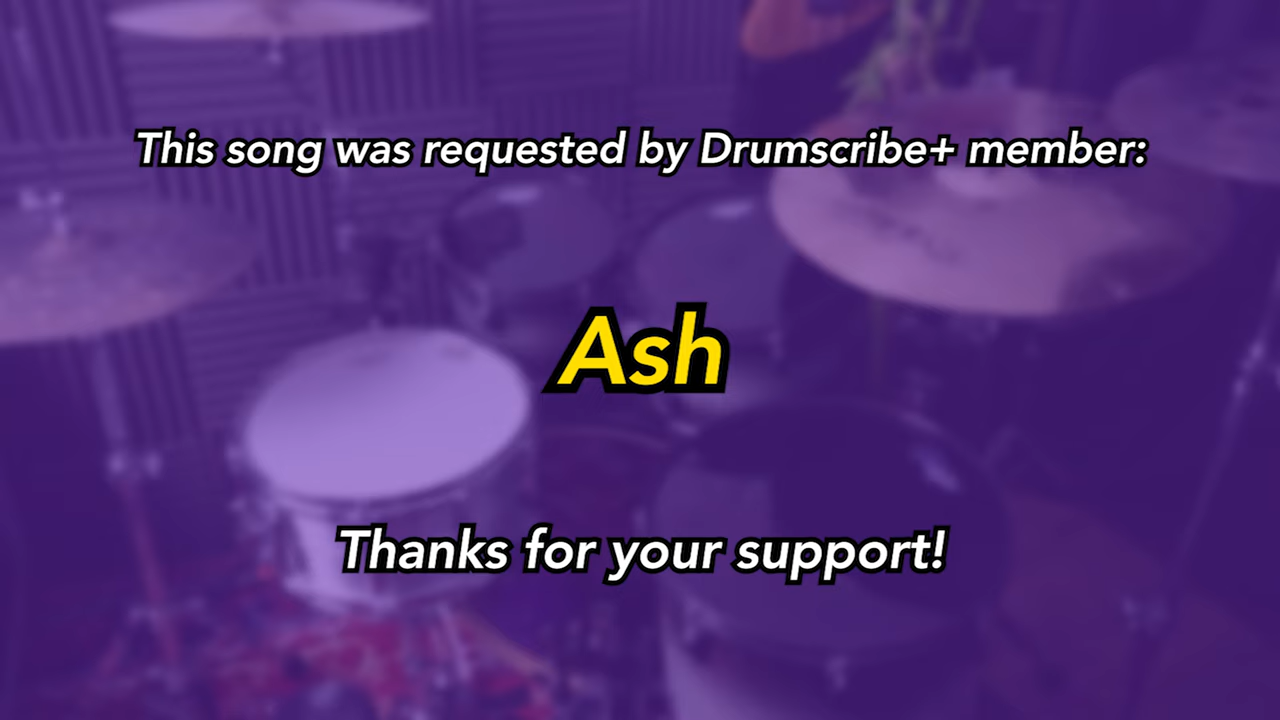 This song was requested by Drumscribe+ member:
Ash
Thanks for your support!